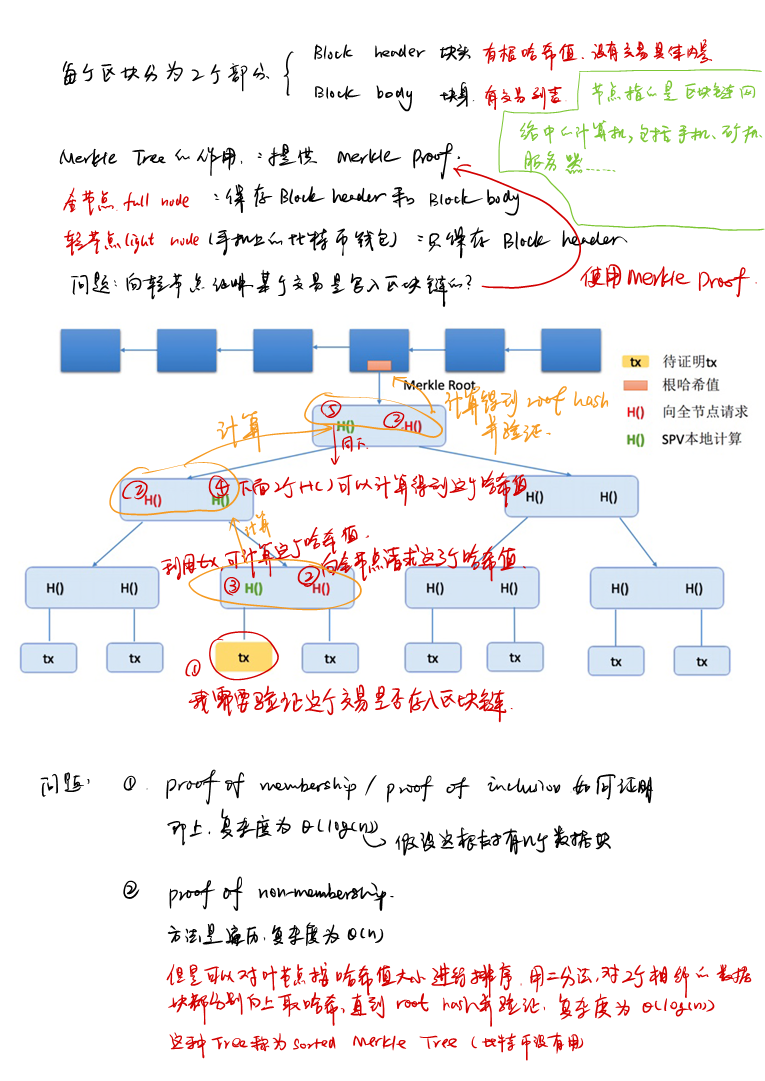 每个区块分为2个部分
Block header 块头 有根哈希值, 没有交易具体内容
Block body 块身 有交易列表
节点指的是区块链网
络中的计算机, 包括手机、矿机、
服务器......
Merkle Tree的作用: 提供 merkle proof.
全节点 full node : 保存 Block header 和 Block body
轻节点 light node (手机上的比特币钱包) : 只保存 Block header
问题: 向轻节点证明某个交易是写入区块链的?
使用 Merkle Proof.
Merkle Root
tx 待证明tx
根哈希值
H() 向全节点请求
H() SPV本地计算
计算得到 root hash
并验证.
计算
⑤ H() ② H()
同下
② H() ④ H()
下面2个H()可以计算得到这个哈希值
H() H()
计算
利用tx,可计算这个哈希值.
向全节点请求这3个哈希值.
H() H() ③ H() ② H() H() H() H() H()
tx tx tx tx tx tx tx tx
①
我需要验证这个交易是否存入区块链.
问题: ① proof of membership / proof of inclusion 如何证明
即上, 复杂度为 θ(log(n))
假设这棵树有n个数据块
② proof of non-membership.
方法是遍历, 复杂度为 θ(n)
但是可以对叶节点按哈希值大小进行排序, 用二分法, 对2个相邻的数据
块都分别向上取哈希, 直到 root hash 并验证, 复杂度为 θ(log(n))
这种Tree称为 sorted Merkle Tree (比特币没有用)